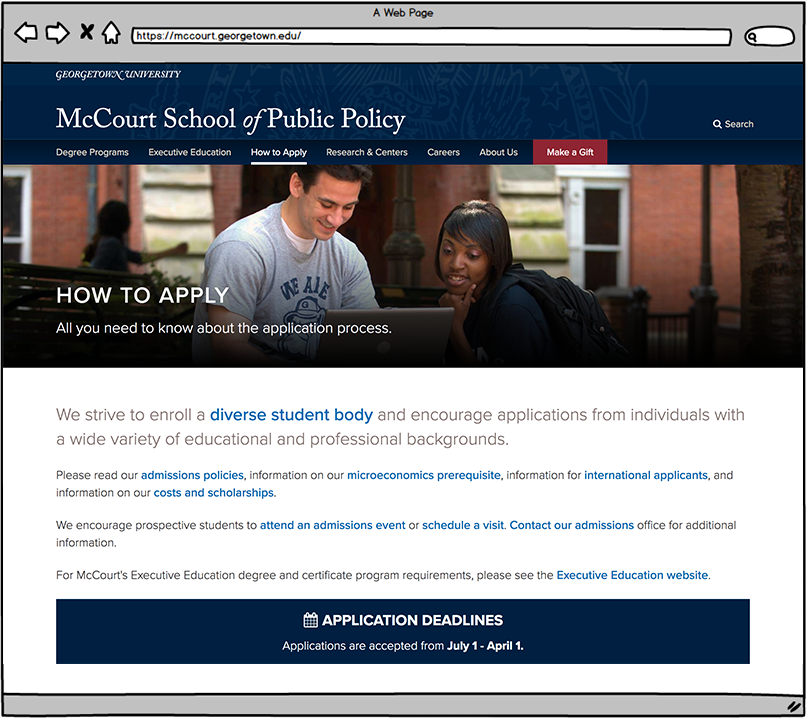 A Web Page
https://mccourt.georgetown.edu/
GEORGETOWN UNIVERSITY
McCourt School of Public Policy
Search
Degree Programs Executive Education How to Apply Research & Centers Careers About Us Make a Gift
WE ARE
HOW TO APPLY
All you need to know about the application process.
We strive to enroll a diverse student body and encourage applications from individuals with
a wide variety of educational and professional backgrounds.
Please read our admissions policies, information on our microeconomics prerequisite, information for international applicants, and
information on our costs and scholarships.
We encourage prospective students to attend an admissions event or schedule a visit. Contact our admissions office for additional
information.
For McCourt's Executive Education degree and certificate program requirements, please see the Executive Education website.
APPLICATION DEADLINES
Applications are accepted from July 1 - April 1.